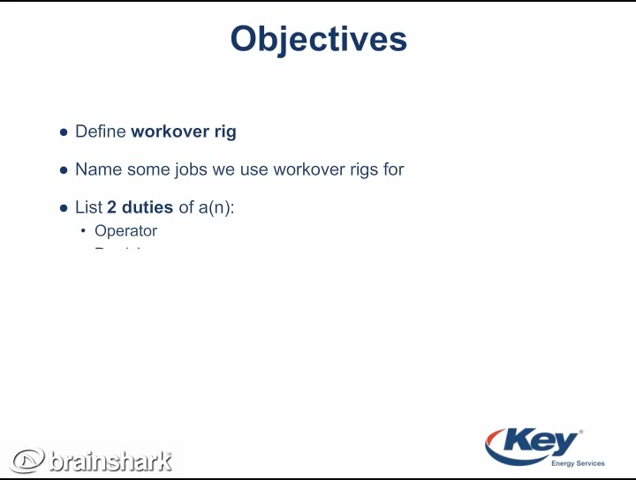 Objectives
● Define workover rig
● Name some jobs we use workover rigs for
● List 2 duties of a(n):
• Operator
Key®
Energy Services
brainshark